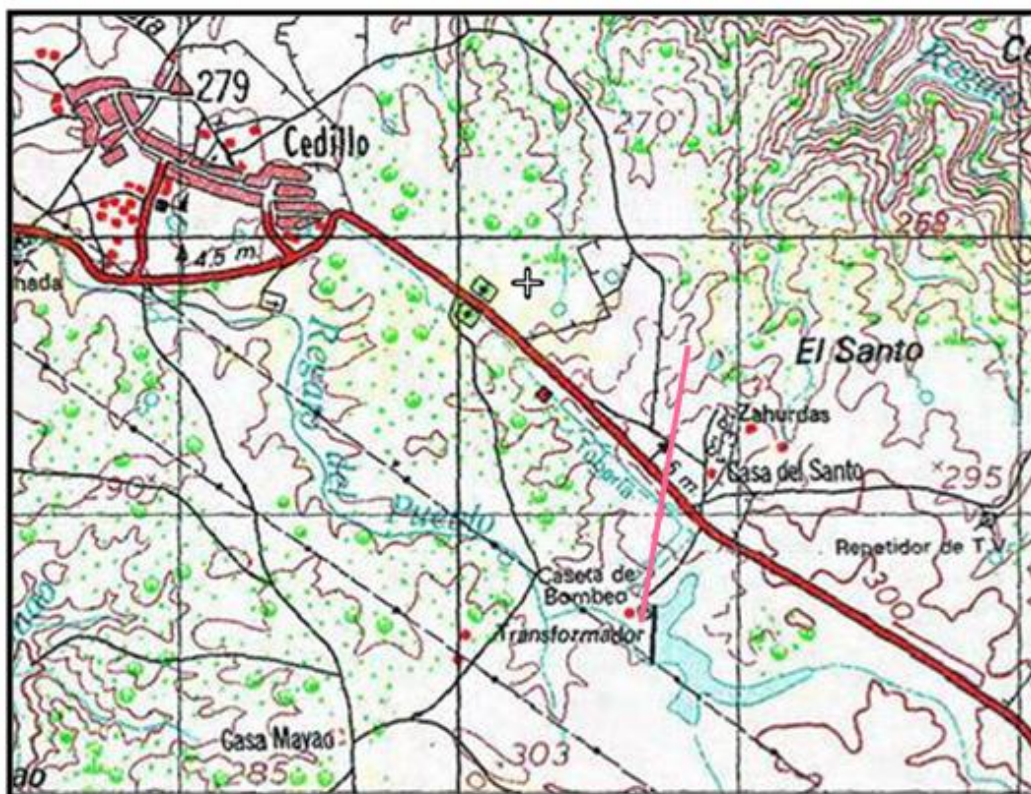 279
Cedillo
270
268
4,5 m.
Regato del
pueblo
El Santo
Zahurdas
Tubería
Casa del Santo
295
290
Repetidor de T.V.
Caseta de
Bombeo
300
Transformador
Casa Mayao
285
303